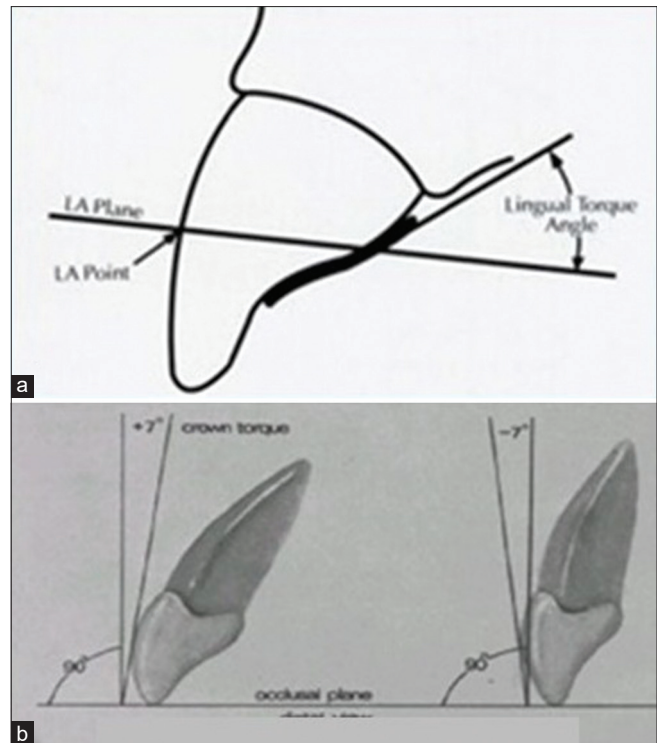 LA Plane
LA Point
Lingual Torque
Angle
a
+7° crown torque
-7°
90°
90°
occlusal plane
b